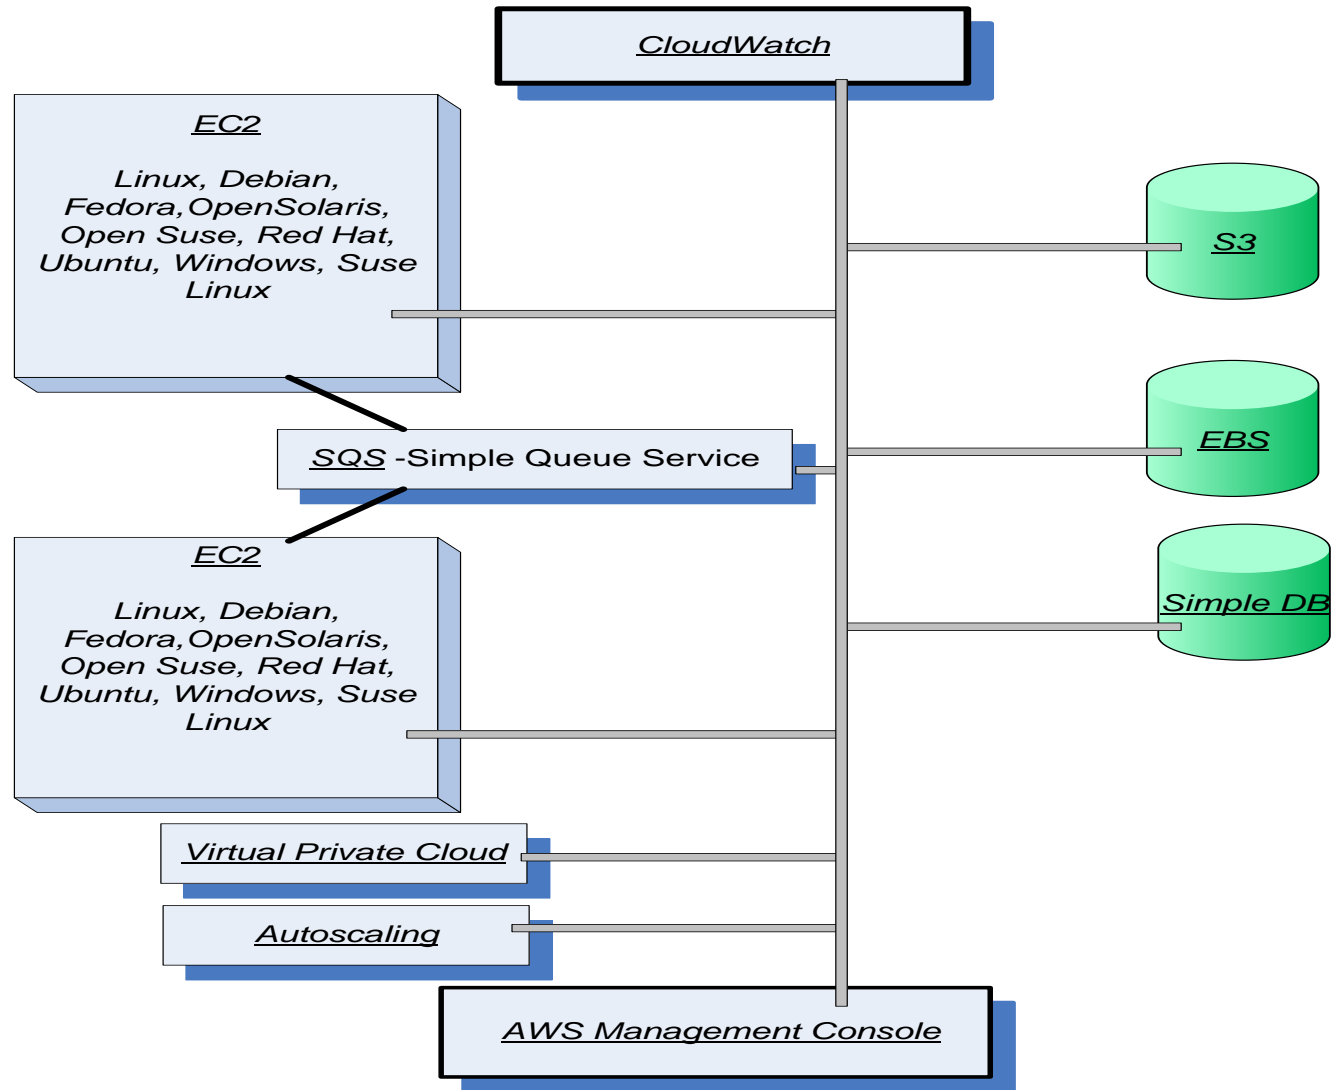 CloudWatch
EC2
Linux, Debian,
Fedora,OpenSolaris,
Open Suse, Red Hat,
Ubuntu, Windows, Suse
Linux
S3
SQS -Simple Queue Service
EBS
EC2
Linux, Debian,
Fedora,OpenSolaris,
Open Suse, Red Hat,
Ubuntu, Windows, Suse
Linux
Simple DB
Virtual Private Cloud
Autoscaling
AWS Management Console